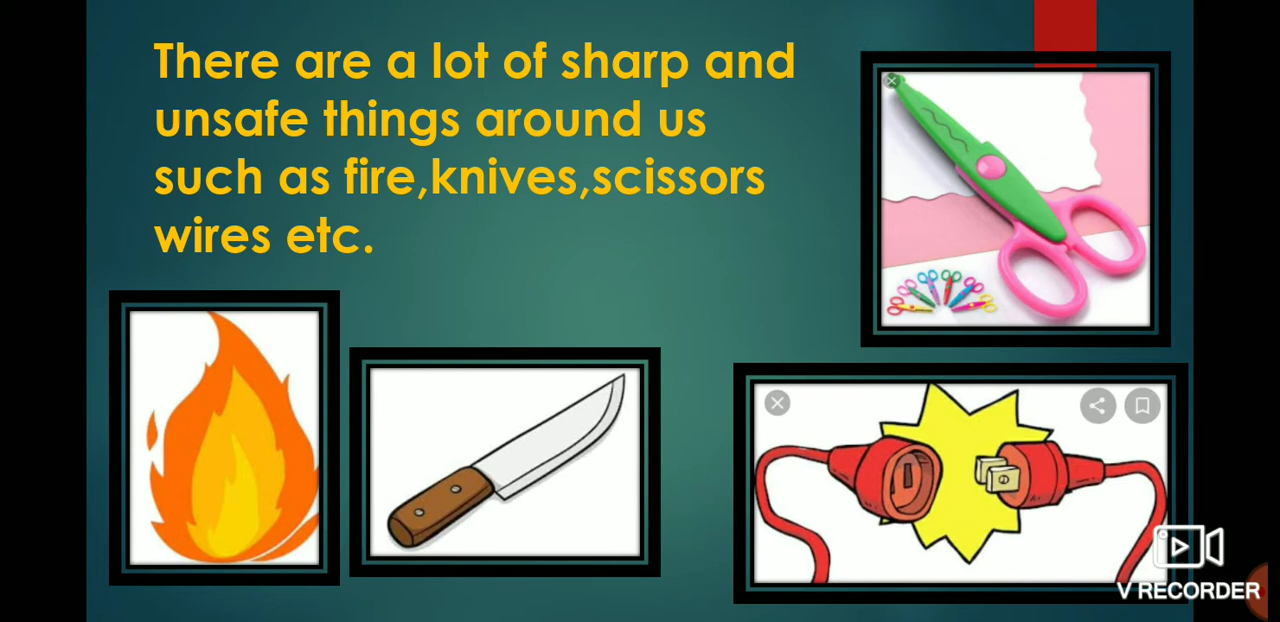 There are a lot of sharp and
unsafe things around us
such as fire,knives,scissors
wires etc.
V RECORDER